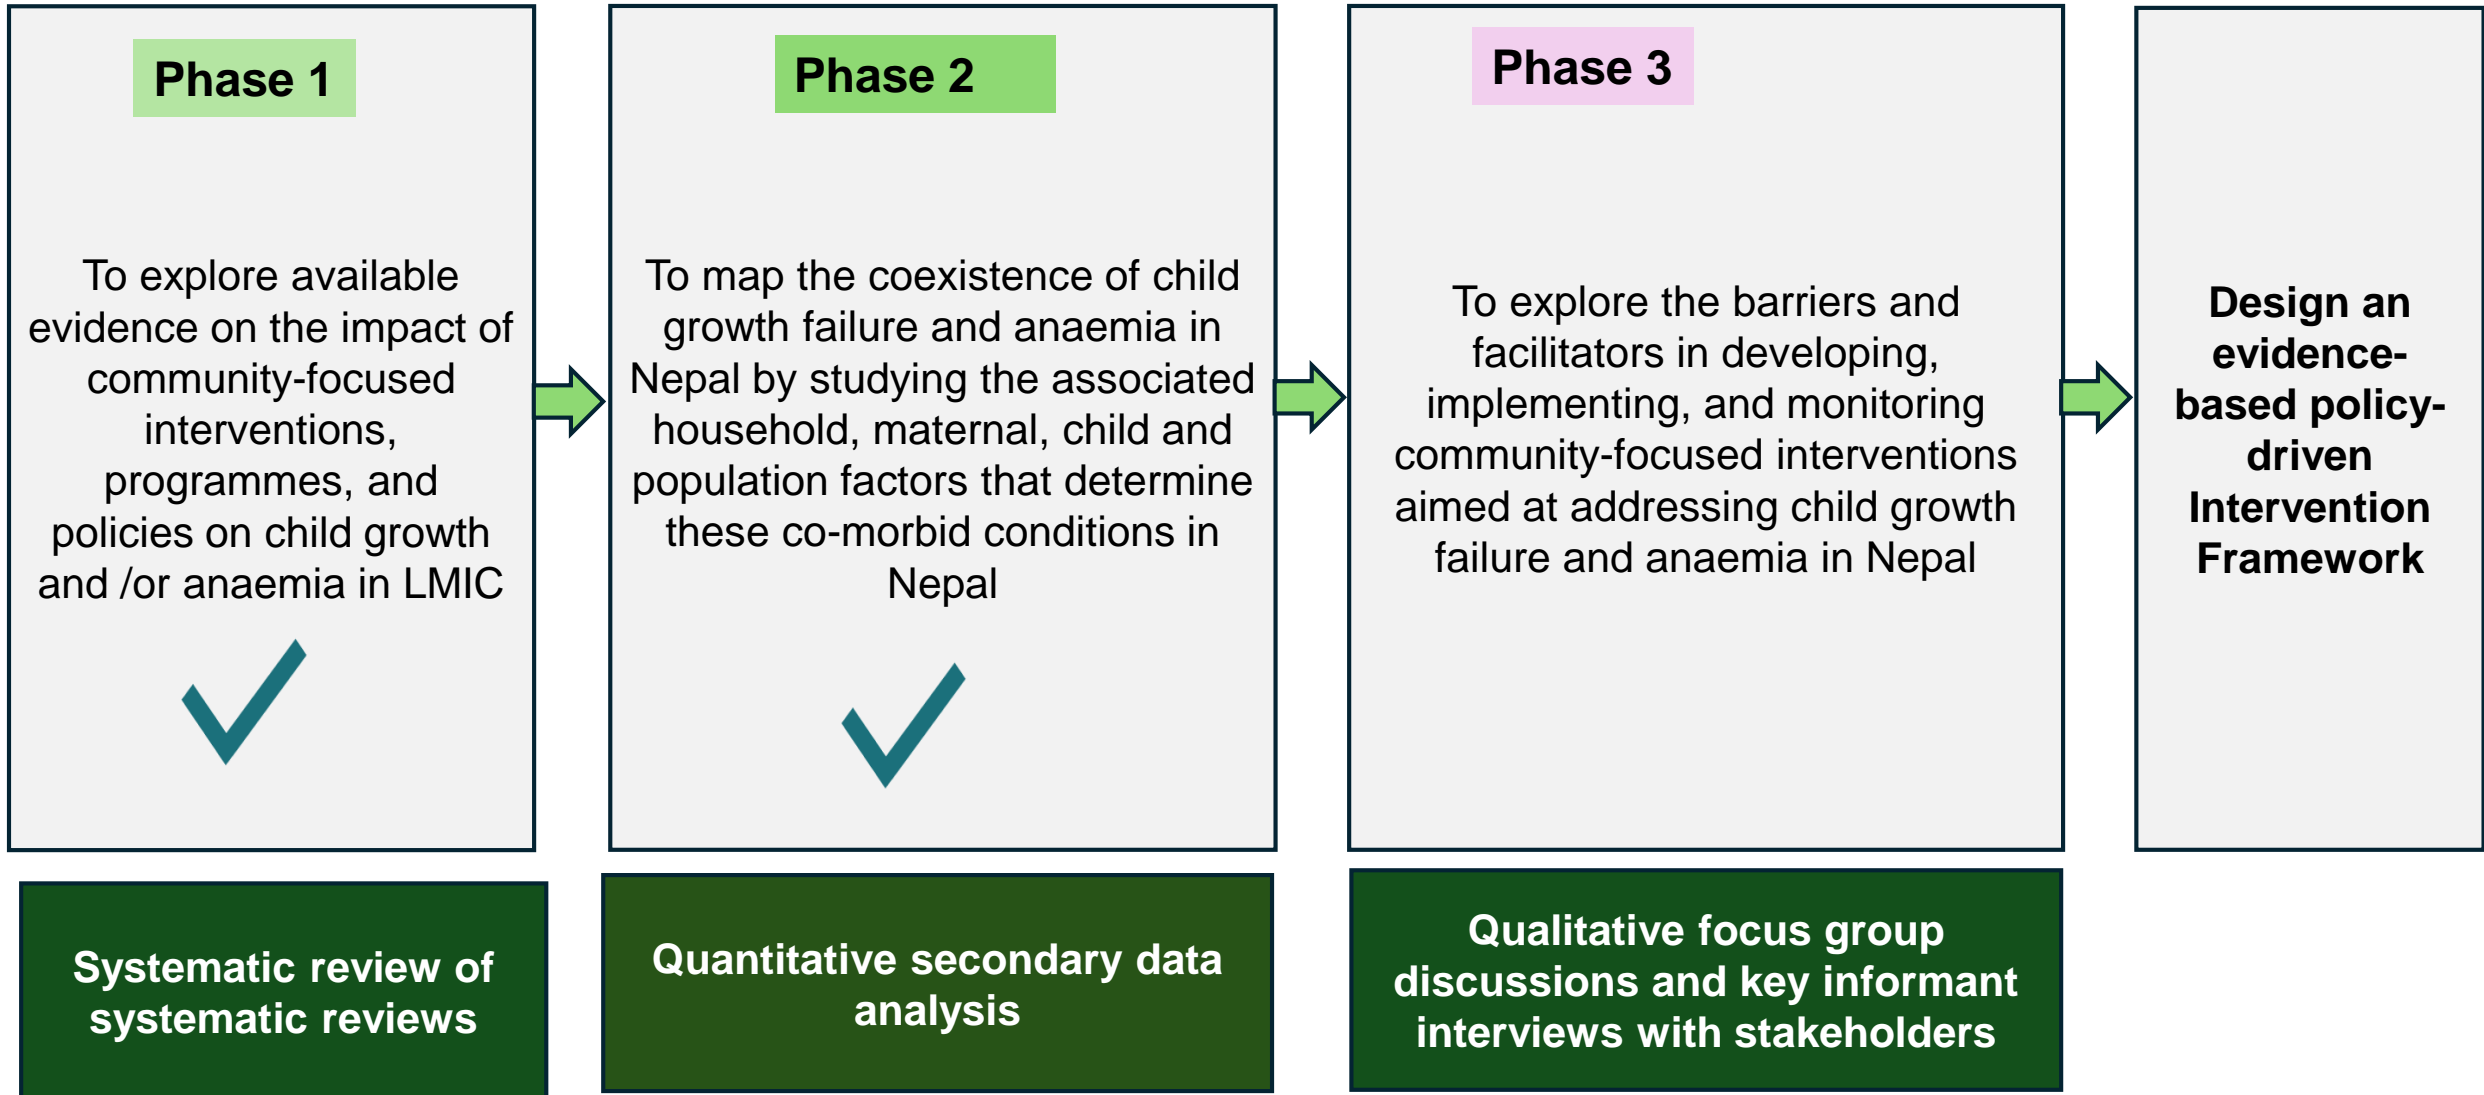 Phase 1
To explore available
evidence on the impact of
community-focused
interventions,
programmes, and
policies on child growth
and /or anaemia in LMIC
Systematic review of
systematic reviews
Phase 2
To map the coexistence of child
growth failure and anaemia in
Nepal by studying the associated
household, maternal, child and
population factors that determine
these co-morbid conditions in
Nepal
Quantitative secondary data
analysis
Phase 3
To explore the barriers and
facilitators in developing,
implementing, and monitoring
community-focused interventions
aimed at addressing child growth
failure and anaemia in Nepal
Qualitative focus group
discussions and key informant
interviews with stakeholders
Design an
evidence-
based policy-
driven
Intervention
Framework